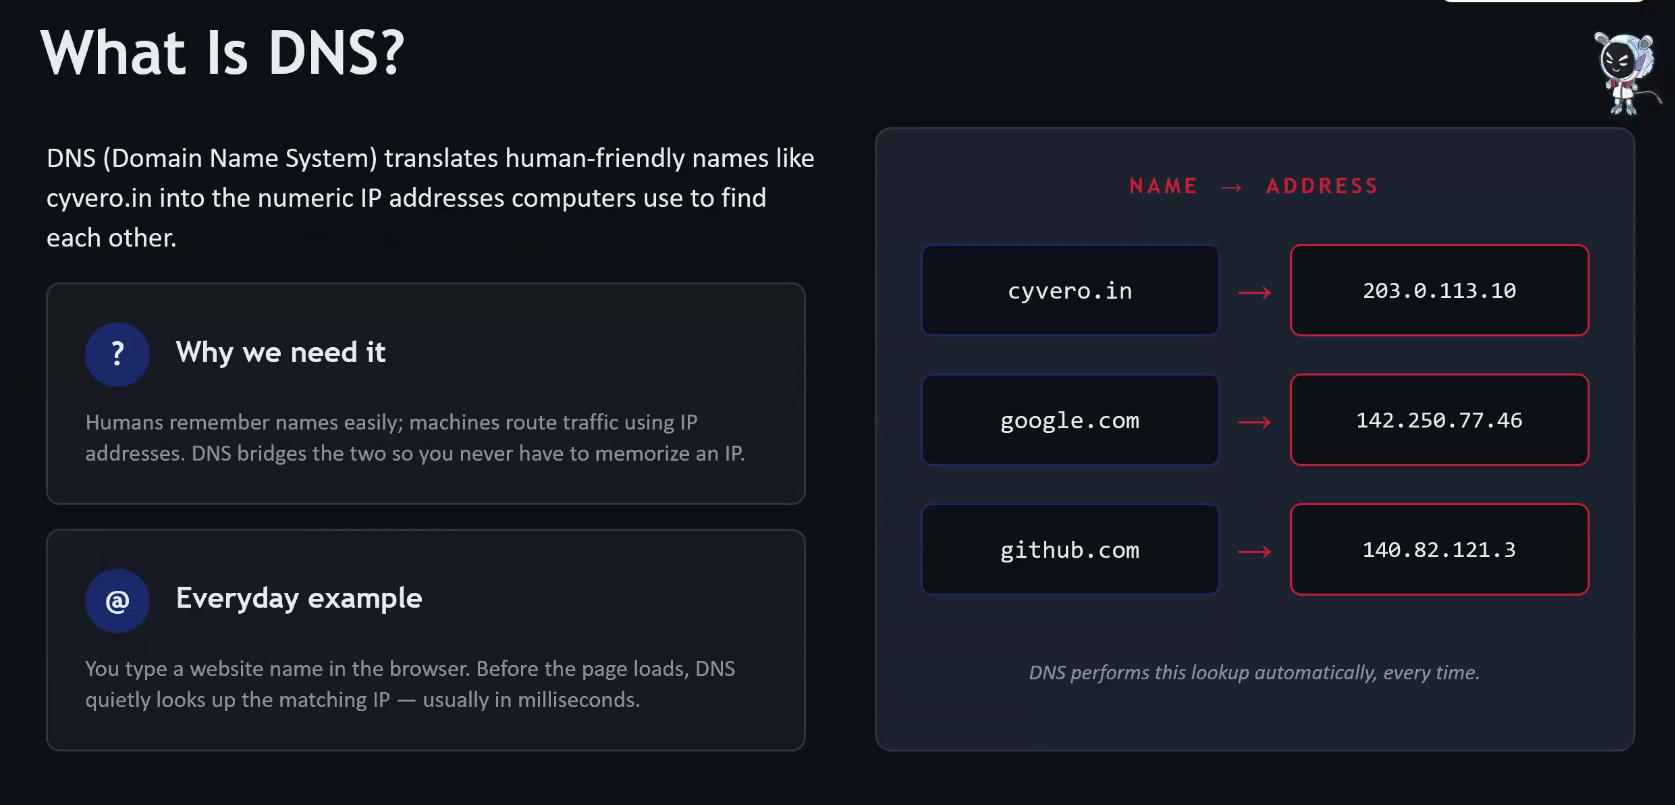 What Is DNS?
DNS (Domain Name System) translates human-friendly names like
cyvero.in into the numeric IP addresses computers use to find
each other.
?
Why we need it
Humans remember names easily; machines route traffic using IP
addresses. DNS bridges the two so you never have to memorize an IP.
@
Everyday example
You type a website name in the browser. Before the page loads, DNS
quietly looks up the matching IP — usually in milliseconds.
NAME → ADDRESS
cyvero.in → 203.0.113.10
google.com → 142.250.77.46
github.com → 140.82.121.3
DNS performs this lookup automatically, every time.